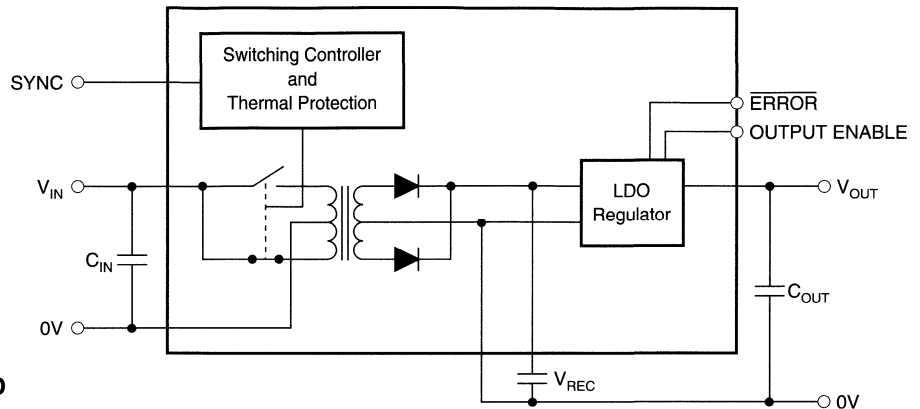 Switching Controller
and
Thermal Protection
SYNC
ERROR
OUTPUT ENABLE
V_IN
LDO
Regulator
V_OUT
C_IN
C_OUT
0V
V_REC
0V